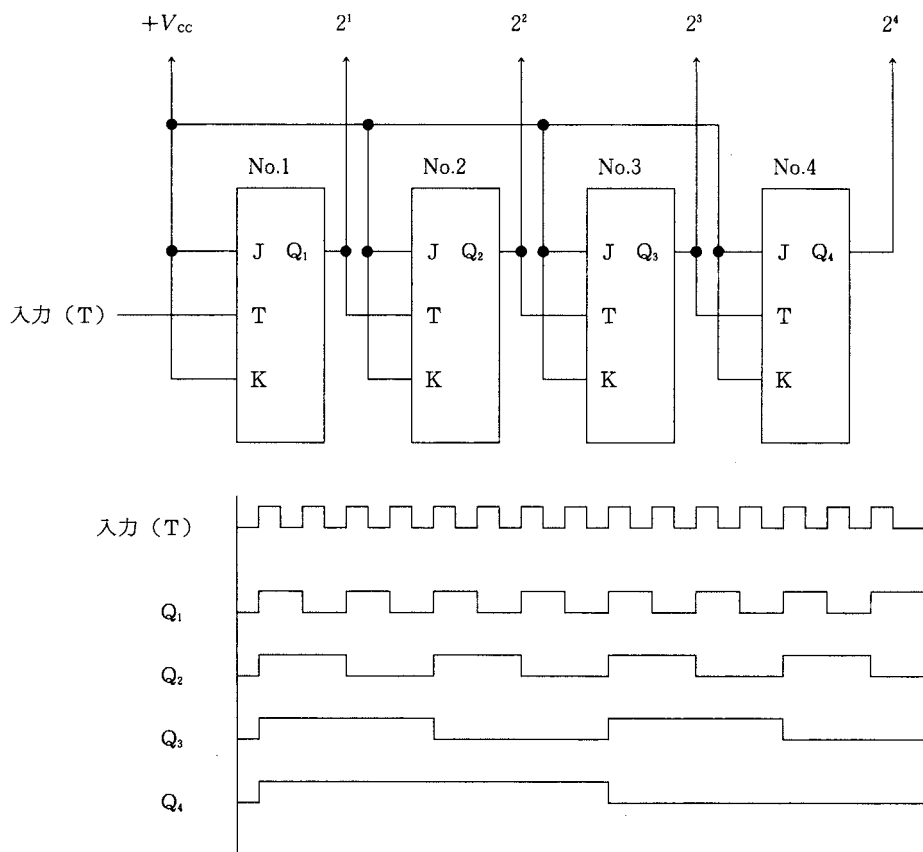 +Vcc 2¹ 2² 2³ 2⁴
No.1 No.2 No.3 No.4
J Q₁ J Q₂ J Q₃ J Q₄
入力（T） T T T T
K K K K
入力（T）
Q₁
Q₂
Q₃
Q₄